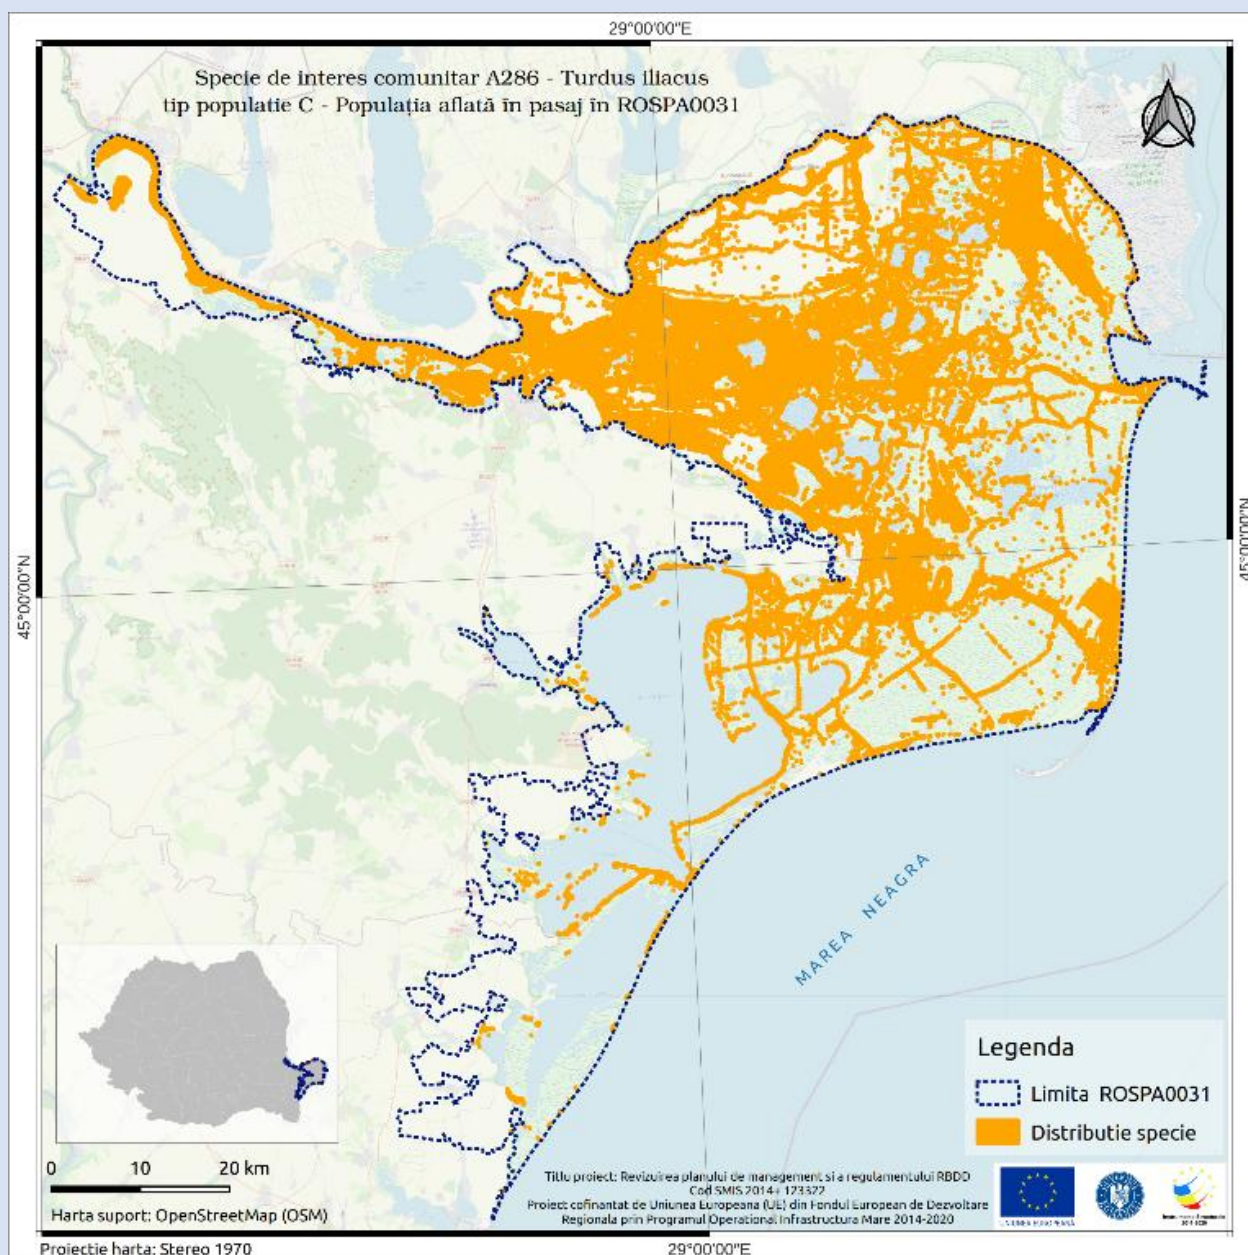 29°00'00"E
Specie de interes comunitar A286 - Turdus iliacus
tip populatie C - Populația aflată în pasaj în ROSPA0031
N
45°00'00"N
45°00'00"N
MAREA NEAGRA
Legenda
Limita ROSPA0031
Distributie specie
0 10 20 km
Harta suport: OpenStreetMap (OSM)
Titlu proiect: Revizuirea planului de management si a regulamentului RBDD
Cod SMIS 2014+ 123322
Proiect cofinantat de Uniunea Europeana (UE) din Fondul European de Dezvoltare
Regionala prin Programul Operational Infrastructura Mare 2014-2020
UNIUNEA EUROPEANĂ
2014-2020
Proiectie harta: Stereo 1970
29°00'00"E